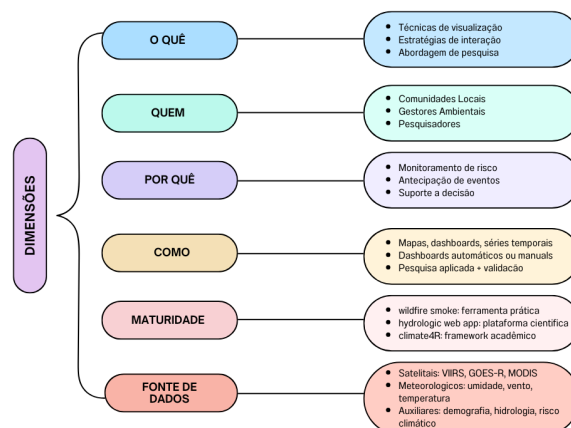 DIMENSÕES
O QUÊ
Técnicas de visualização
Estratégias de interação
Abordagem de pesquisa
QUEM
Comunidades Locais
Gestores Ambientais
Pesquisadores
POR QUÊ
Monitoramento de risco
Antecipação de eventos
Suporte a decisão
COMO
Mapas, dashboards, séries temporais
Dashboards automáticos ou manuals
Pesquisa aplicada + validacão
MATURIDADE
wildfire smoke: ferramenta prática
hydrologic web app: plataforma cientifica
climate4R: framework acadêmico
FONTE DE
DADOS
Satelitais: VIIRS, GOES-R, MODIS
Meteorologicos: umidade, vento,
temperatura
Auxiliares: demografia, hidrologia, risco
climático